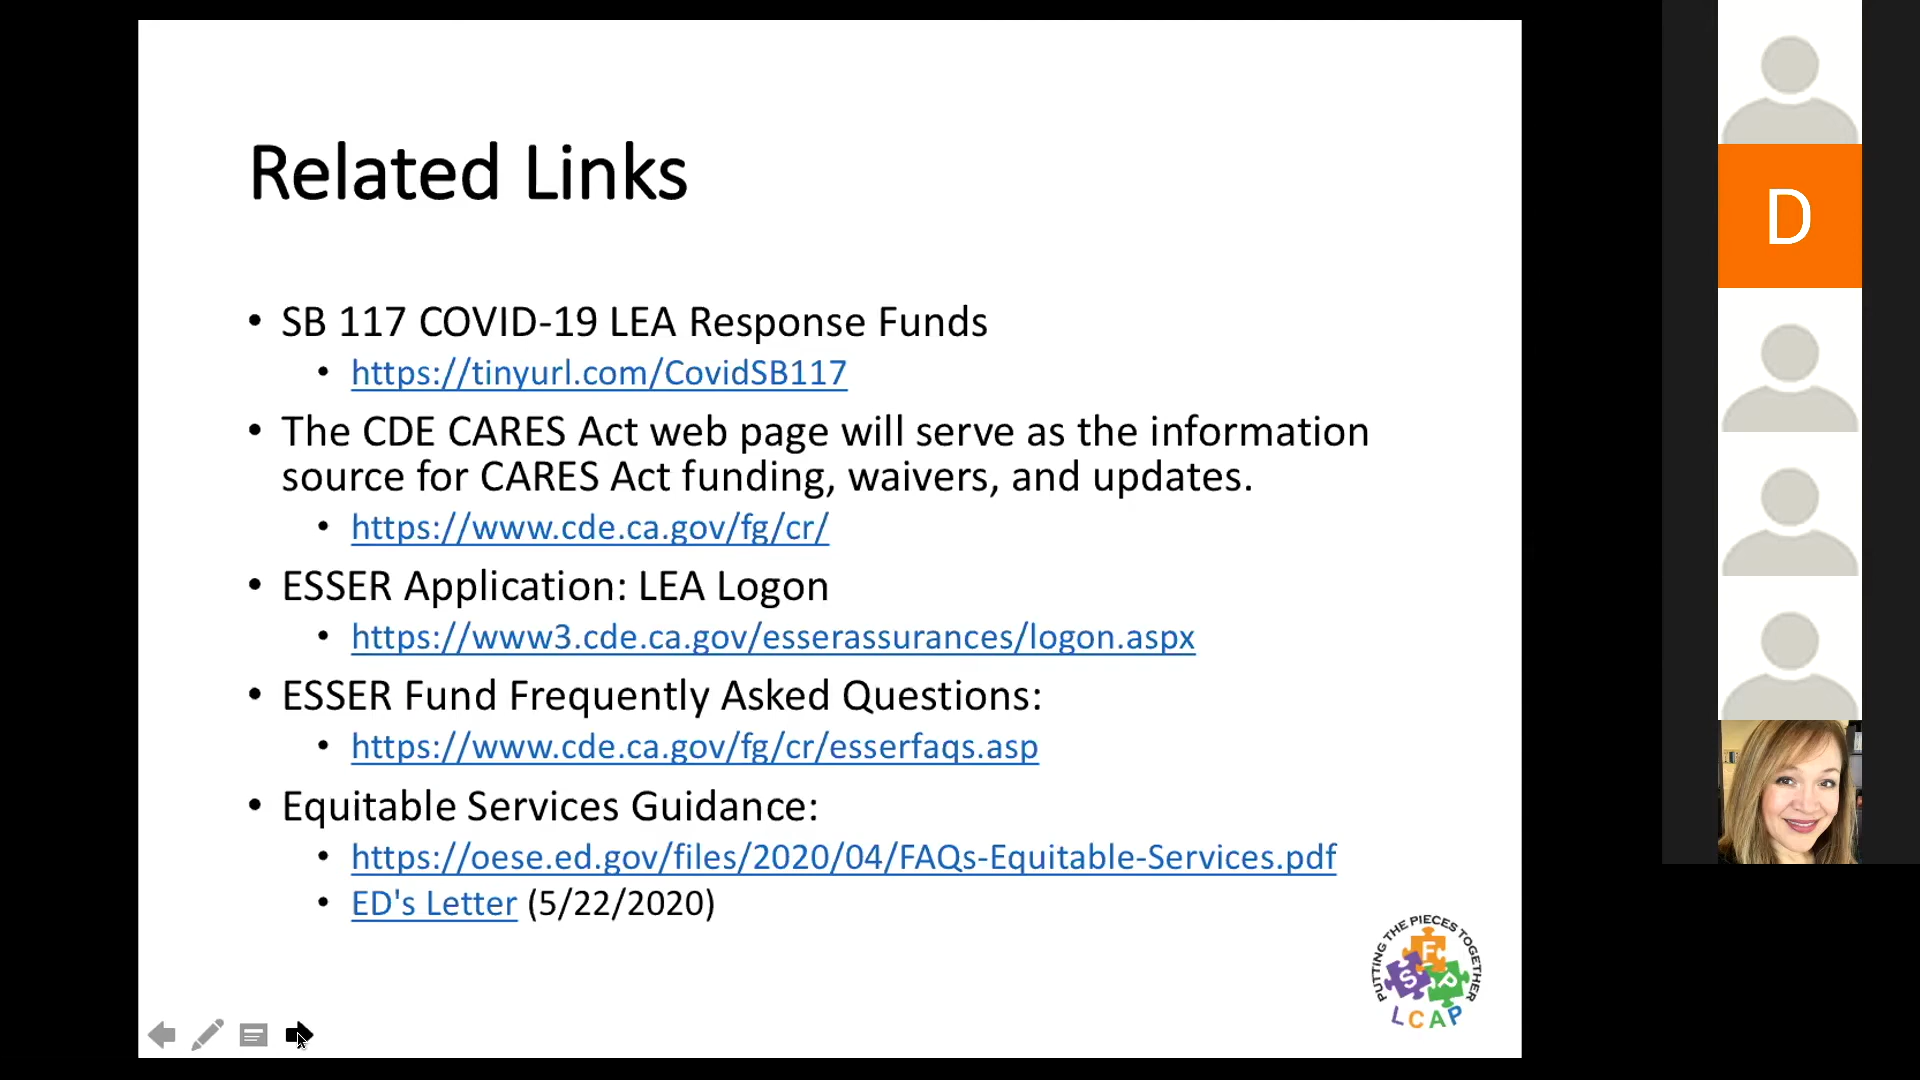 Related Links
• SB 117 COVID-19 LEA Response Funds
• https://tinyurl.com/CovidSB117
• The CDE CARES Act web page will serve as the information
source for CARES Act funding, waivers, and updates.
• https://www.cde.ca.gov/fg/cr/
• ESSER Application: LEA Logon
• https://www3.cde.ca.gov/esserassurances/logon.aspx
• ESSER Fund Frequently Asked Questions:
• https://www.cde.ca.gov/fg/cr/esserfaqs.asp
• Equitable Services Guidance:
• https://oese.ed.gov/files/2020/04/FAQs-Equitable-Services.pdf
• ED's Letter (5/22/2020)
PUTTING THE PIECES TOGETHER
F
S P
LCAP
D